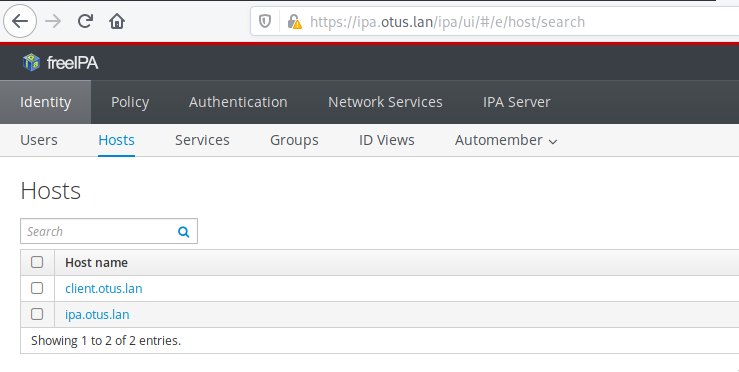 https://ipa.otus.lan/ipa/ui/#/e/host/search
freeIPA
Identity Policy Authentication Network Services IPA Server
Users Hosts Services Groups ID Views Automember
Hosts
Search
Host name
client.otus.lan
ipa.otus.lan
Showing 1 to 2 of 2 entries.